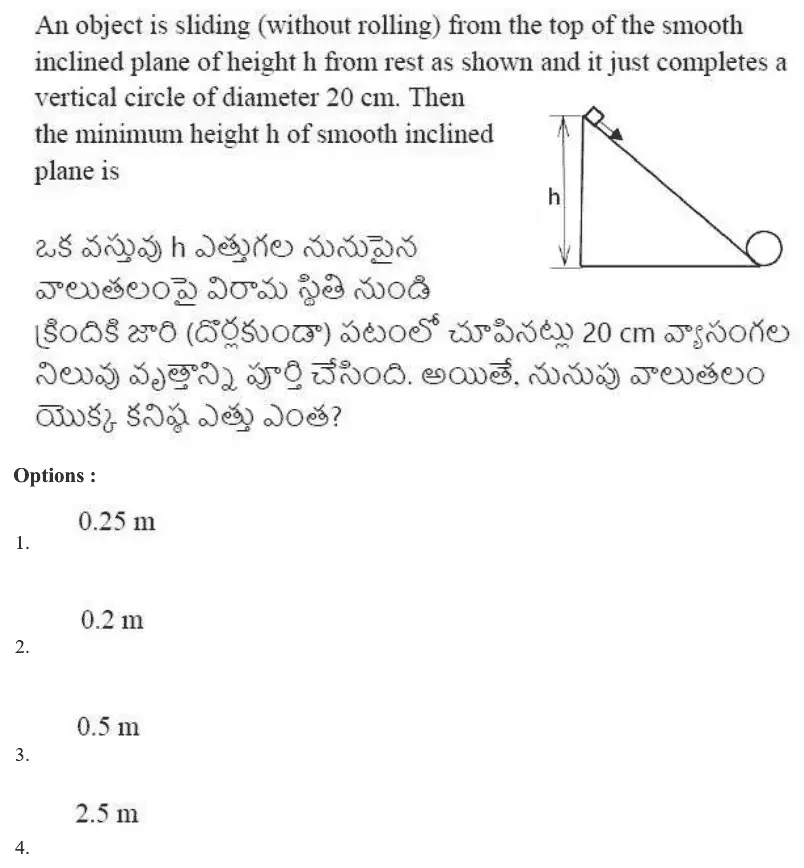 An object is sliding (without rolling) from the top of the smooth
inclined plane of height h from rest as shown and it just completes a
vertical circle of diameter 20 cm. Then
the minimum height h of smooth inclined
plane is
h
ఒక వస్తువు h ఎత్తుగల నునుపైన
వాలుతలంపై విరామ స్థితి నుండి
క్రిందికి జారి (దొర్లకుండా) పటంలో చూపినట్లు 20 cm వ్యాసంగల
నిలువు వృత్తాన్ని పూర్తి చేసింది. అయితే, నునుపు వాలుతలం
యొక్క కనిష్ఠ ఎత్తు ఎంత?
Options :
0.25 m
1.
0.2 m
2.
0.5 m
3.
2.5 m
4.